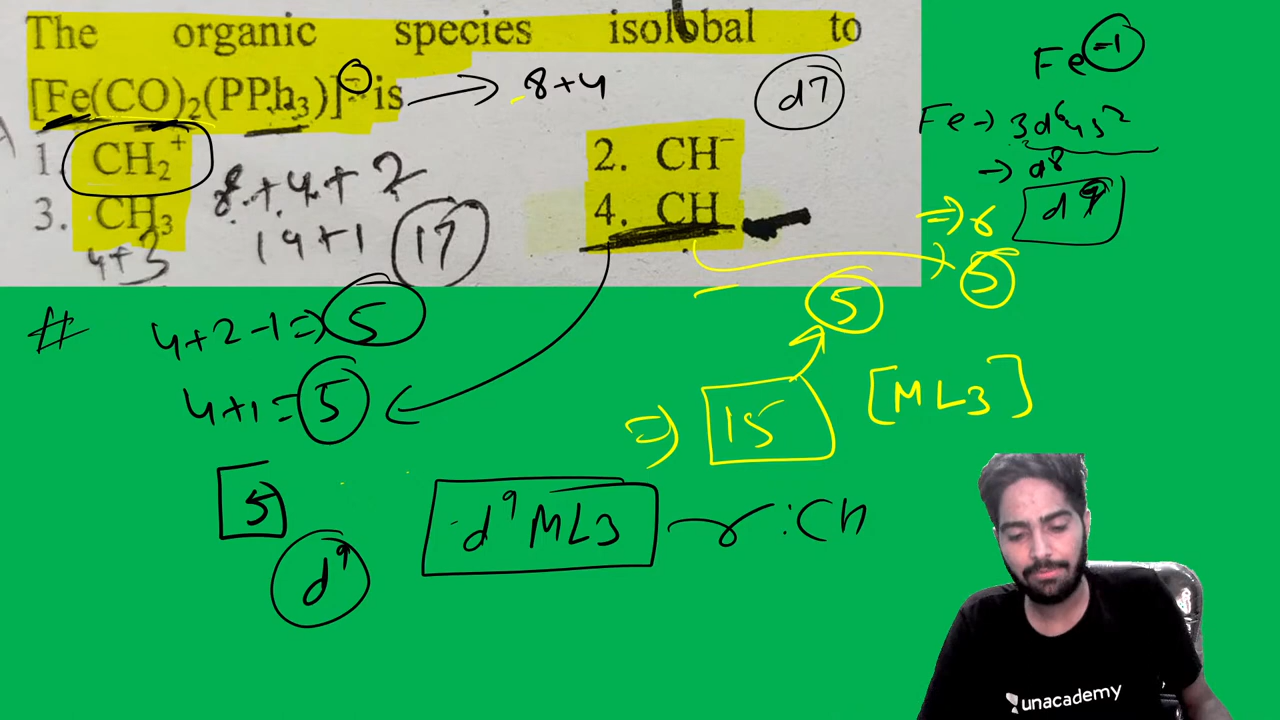 The organic species isolobal to
[Fe(CO)₂(PPh₃)]⁻ is → 8+4
d7
Fe⁻¹
Fe → 3d⁶4s²
→ d8
d9
1. CH₂⁺
2. CH⁻
3. CH₃
4. CH
8+4+2
14+1
17
4+3
⇒ 6
5
5
# 4+2-1 ⇒ 5
4+1 = 5
⇒ 15 [ML3]
5
d⁹
d⁹ML3 :CH
unacademy